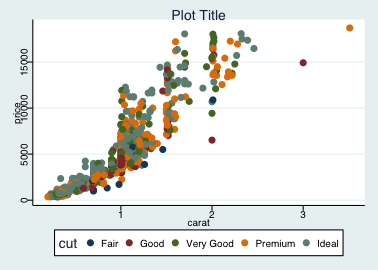 Plot Title
15000
10000
5000
0
price
1 2 3
carat
cut Fair Good Very Good Premium Ideal